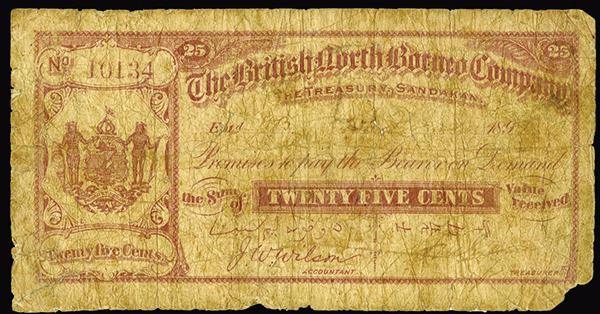 25 25
No. 10134
The British North Borneo Company
THE TREASURY, SANDAKAN,
189
Promises to pay the Bearer on Demand
the Sum of TWENTY FIVE CENTS Value received
J. W. Wilson
ACCOUNTANT. TREASURER
Twenty five Cents